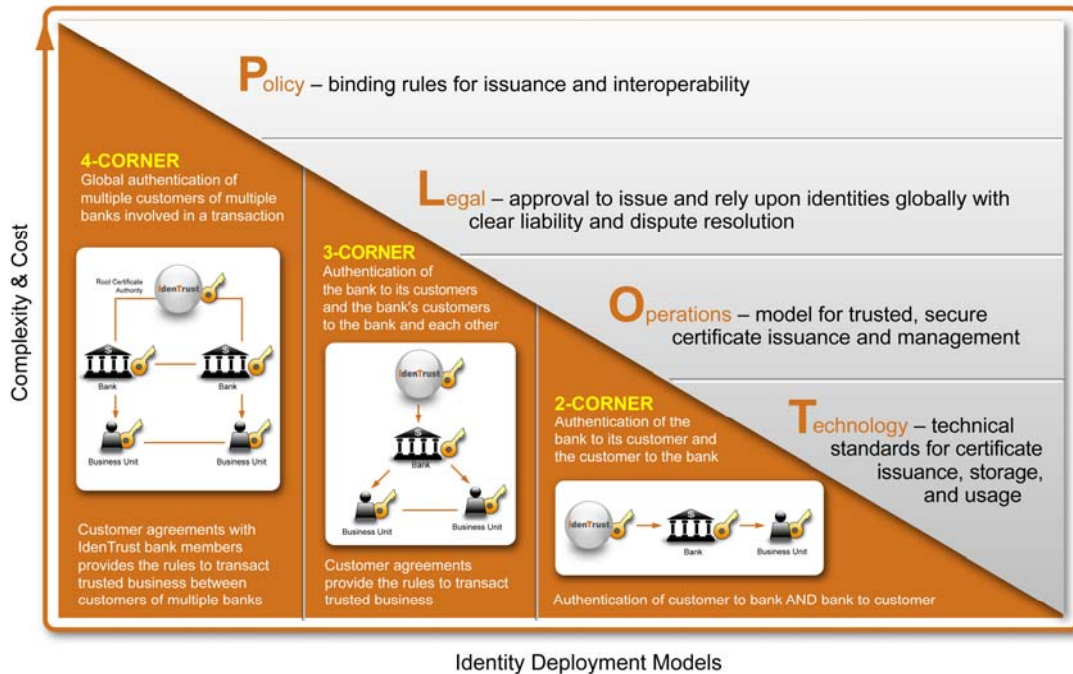 Policy – binding rules for issuance and interoperability
Legal – approval to issue and rely upon identities globally with
clear liability and dispute resolution
Operations – model for trusted, secure
certificate issuance and management
Technology – technical
standards for certificate
issuance, storage,
and usage
Complexity & Cost
4-CORNER
Global authentication of
multiple customers of multiple
banks involved in a transaction
Root Certificate
Authority
IdenTrust
$
Bank
$
Bank
Business Unit
Business Unit
Customer agreements with
IdenTrust bank members
provides the rules to transact
trusted business between
customers of multiple banks
3-CORNER
Authentication of
the bank to its customers
and the bank's customers
to the bank and each other
IdenTrust
$
Bank
Business Unit
Business Unit
Customer agreements
provide the rules to transact
trusted business
2-CORNER
Authentication of the
bank to its customer and
the customer to the bank
IdenTrust
$
Bank
Business Unit
Authentication of customer to bank AND bank to customer
Identity Deployment Models